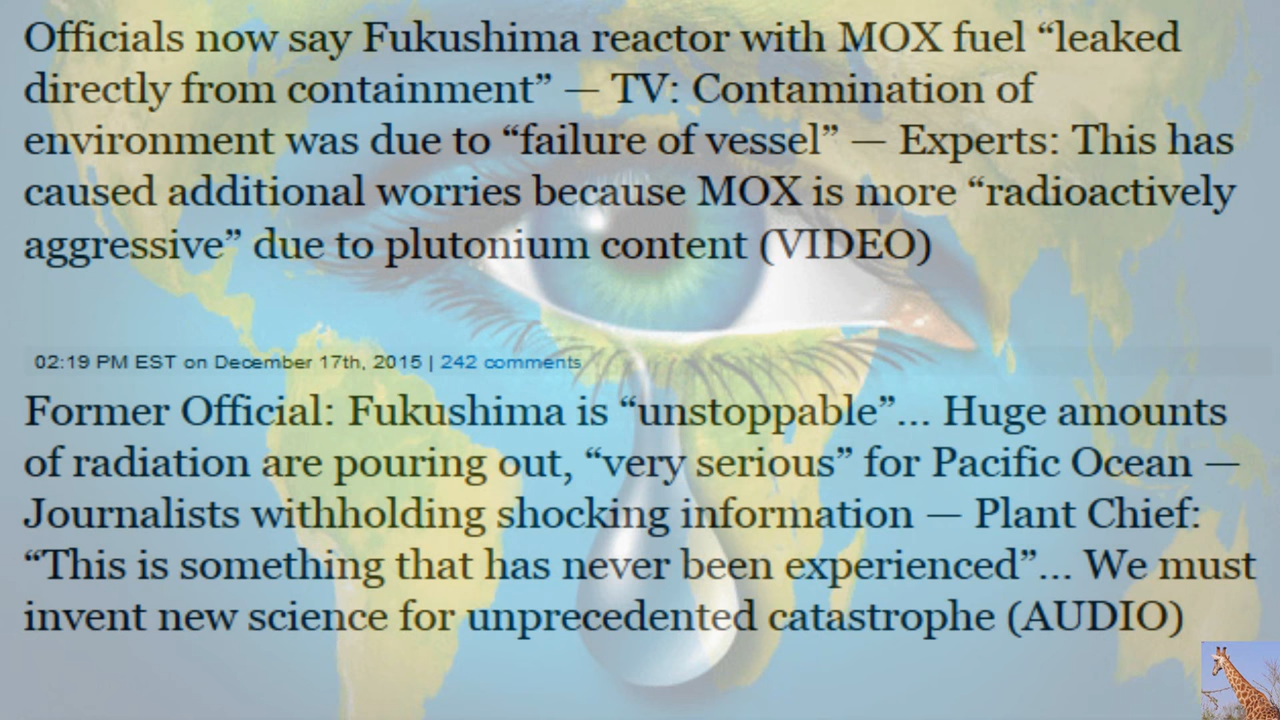 Officials now say Fukushima reactor with MOX fuel “leaked
directly from containment” — TV: Contamination of
environment was due to “failure of vessel” — Experts: This has
caused additional worries because MOX is more “radioactively
aggressive” due to plutonium content (VIDEO)
02:19 PM EST on December 17th, 2015 | 242 comments
Former Official: Fukushima is “unstoppable”... Huge amounts
of radiation are pouring out, “very serious” for Pacific Ocean —
Journalists withholding shocking information — Plant Chief:
“This is something that has never been experienced”... We must
invent new science for unprecedented catastrophe (AUDIO)